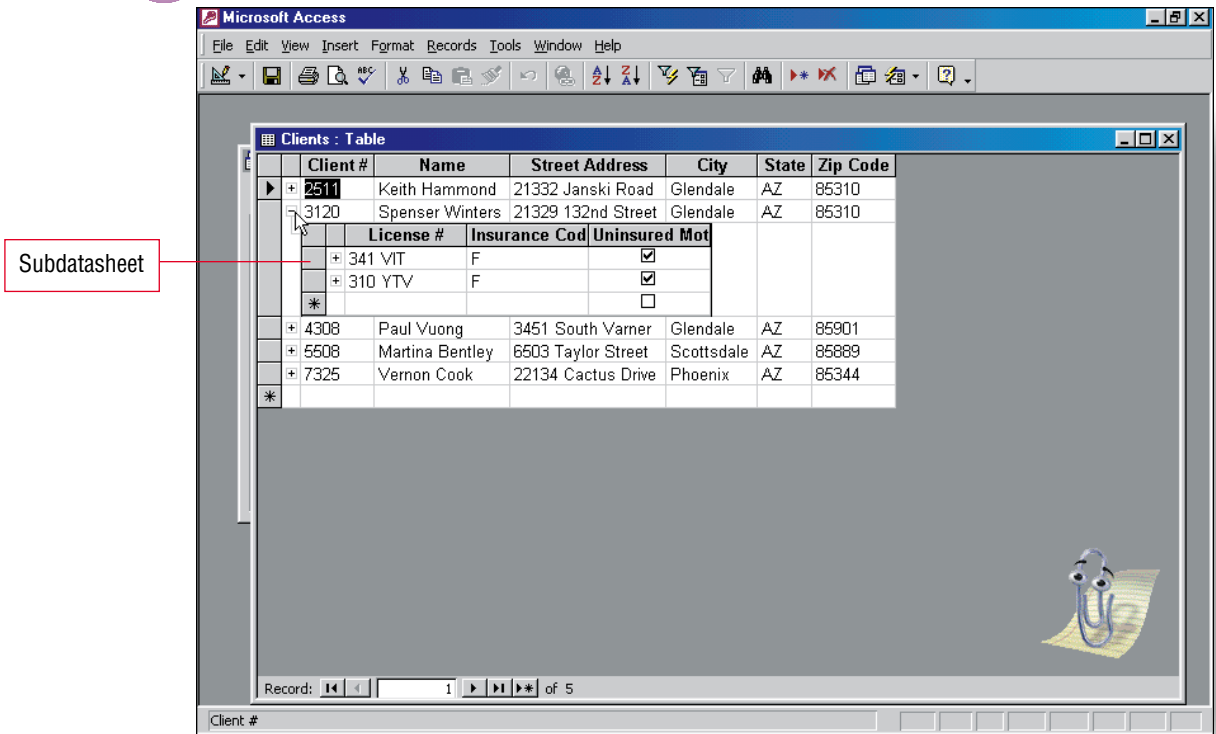 Microsoft Access
File Edit View Insert Format Records Tools Window Help
ABC
A Z Z A
Clients : Table
Client # Name Street Address City State Zip Code
2511 Keith Hammond 21332 Janski Road Glendale AZ 85310
3120 Spenser Winters 21329 132nd Street Glendale AZ 85310
License # Insurance Cod Uninsured Mot
Subdatasheet
341 VIT F
310 YTV F
4308 Paul Vuong 3451 South Varner Glendale AZ 85901
5508 Martina Bentley 6503 Taylor Street Scottsdale AZ 85889
7325 Vernon Cook 22134 Cactus Drive Phoenix AZ 85344
Record: 1 of 5
Client #